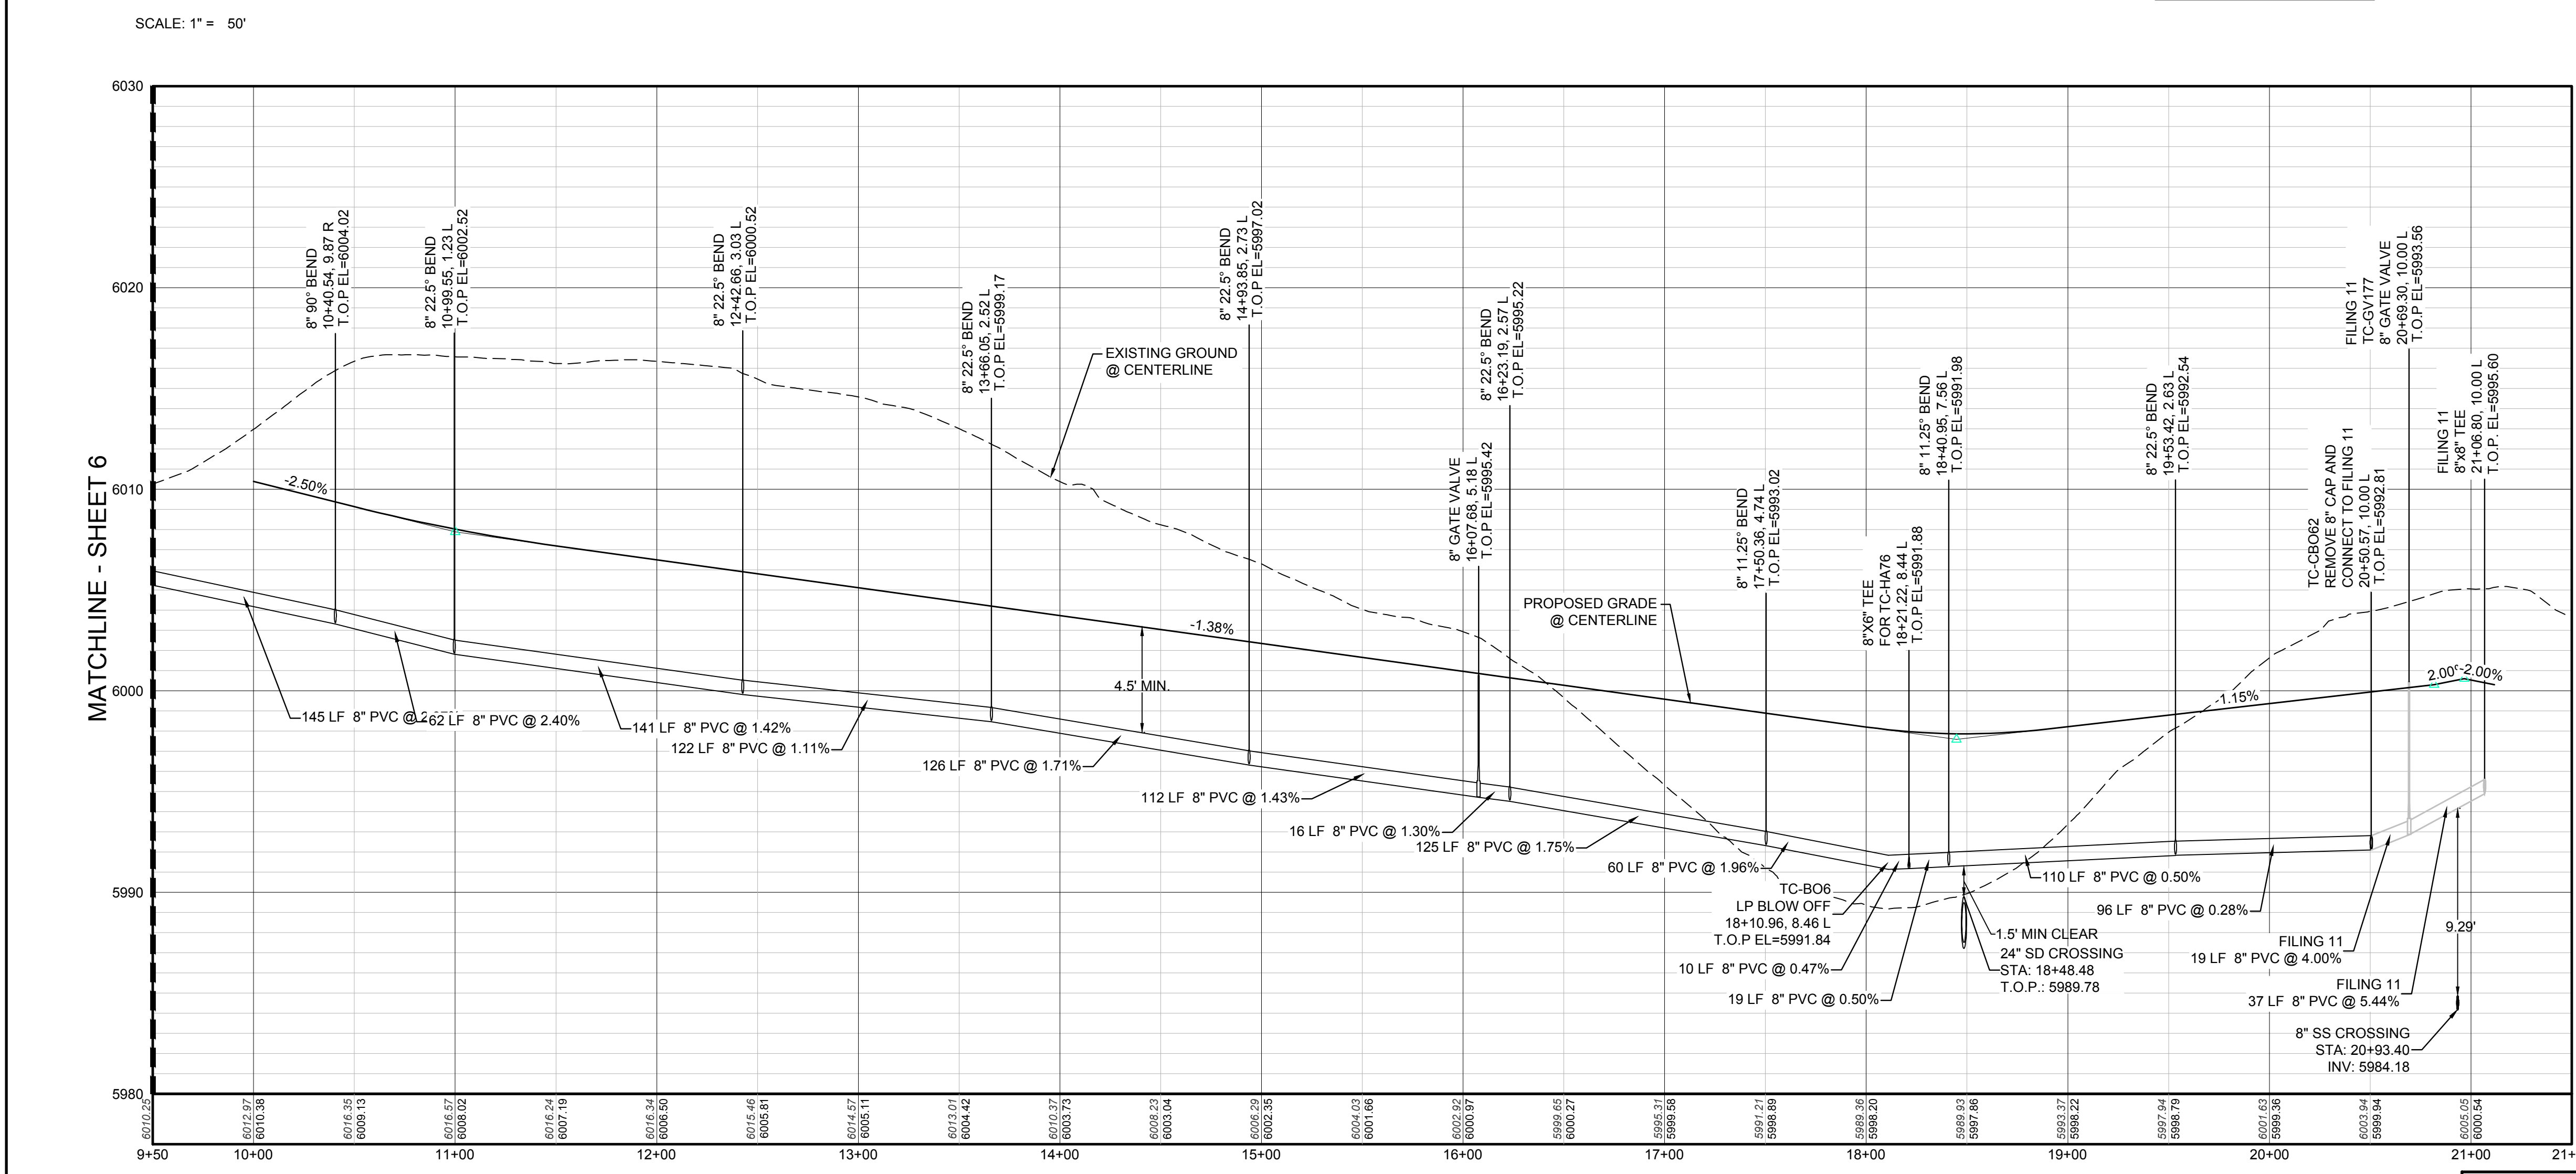 SCALE: 1" = 50'
MATCHLINE - SHEET 6
6030
6020
6010
6000
5990
5980
8" 90° BEND
10+40.54, 9.87 R
T.O.P EL=6004.02
8" 22.5° BEND
10+99.55, 1.23 L
T.O.P EL=6002.52
8" 22.5° BEND
12+42.66, 3.03 L
T.O.P EL=6000.52
8" 22.5° BEND
13+66.05, 2.52 L
T.O.P EL=5999.17
EXISTING GROUND
@ CENTERLINE
8" 22.5° BEND
14+93.85, 2.73 L
T.O.P EL=5997.02
8" GATE VALVE
16+07.68, 5.18 L
T.O.P EL=5995.42
8" 22.5° BEND
16+23.19, 2.57 L
T.O.P EL=5995.22
PROPOSED GRADE
@ CENTERLINE
8" 11.25° BEND
17+50.36, 4.74 L
T.O.P EL=5993.02
8"X6" TEE
FOR TC-HA76
18+21.22, 8.44 L
T.O.P EL=5991.88
8" 11.25° BEND
18+40.95, 7.56 L
T.O.P EL=5991.98
8" 22.5° BEND
19+53.42, 2.63 L
T.O.P EL=5992.54
TC-CBO62
REMOVE 8" CAP AND
CONNECT TO FILING 11
20+50.57, 10.00 L
T.O.P EL=5992.81
FILING 11
TC-GV177
8" GATE VALVE
20+69.30, 10.00 L
T.O.P EL=5993.56
FILING 11
8"x8" TEE
21+06.80, 10.00 L
T.O.P. EL=5995.60
-2.50%
-1.38%
4.5' MIN.
1.15%
2.00
-2.00%
145 LF 8" PVC @
62 LF 8" PVC @ 2.40%
141 LF 8" PVC @ 1.42%
122 LF 8" PVC @ 1.11%
126 LF 8" PVC @ 1.71%
112 LF 8" PVC @ 1.43%
16 LF 8" PVC @ 1.30%
125 LF 8" PVC @ 1.75%
60 LF 8" PVC @ 1.96%
TC-BO6
LP BLOW OFF
18+10.96, 8.46 L
T.O.P EL=5991.84
10 LF 8" PVC @ 0.47%
19 LF 8" PVC @ 0.50%
110 LF 8" PVC @ 0.50%
96 LF 8" PVC @ 0.28%
1.5' MIN CLEAR
24" SD CROSSING
STA: 18+48.48
T.O.P.: 5989.78
FILING 11
19 LF 8" PVC @ 4.00%
FILING 11
37 LF 8" PVC @ 5.44%
9.29'
8" SS CROSSING
STA: 20+93.40
INV: 5984.18
6010.25
6012.97
6010.38
6016.35
6009.13
6016.57
6008.02
6016.24
6007.19
6016.34
6006.50
6015.46
6005.81
6014.57
6005.11
6013.01
6004.42
6010.37
6003.73
6008.23
6003.04
6006.29
6002.35
6004.03
6001.66
6002.92
6000.97
5999.65
6000.27
5995.31
5999.58
5991.21
5998.89
5989.36
5998.20
5989.93
5997.86
5993.37
5998.22
5997.94
5998.79
6001.63
5999.36
6003.94
5999.94
6005.05
6000.54
9+50 10+00 11+00 12+00 13+00 14+00 15+00 16+00 17+00 18+00 19+00 20+00 21+00 21+